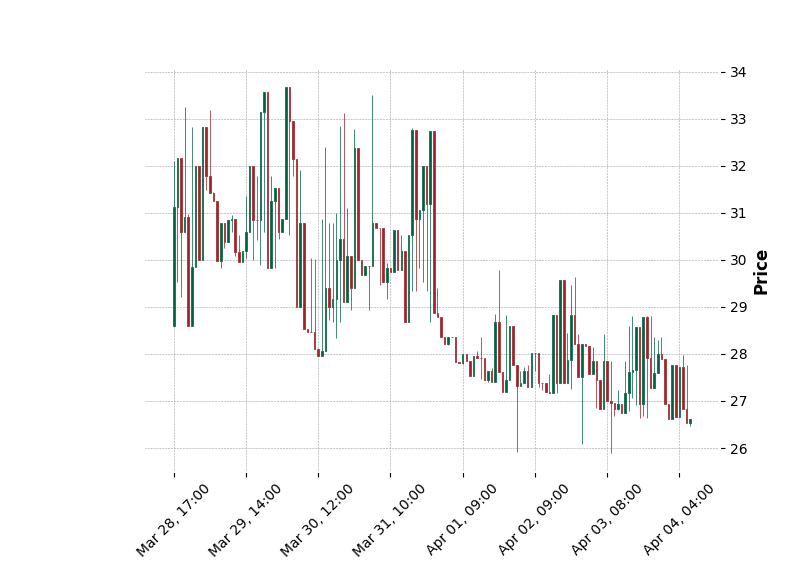 34
33
32
31
30
29
28
27
26
Price
Mar 28, 17:00
Mar 29, 14:00
Mar 30, 12:00
Mar 31, 10:00
Apr 01, 09:00
Apr 02, 09:00
Apr 03, 08:00
Apr 04, 04:00